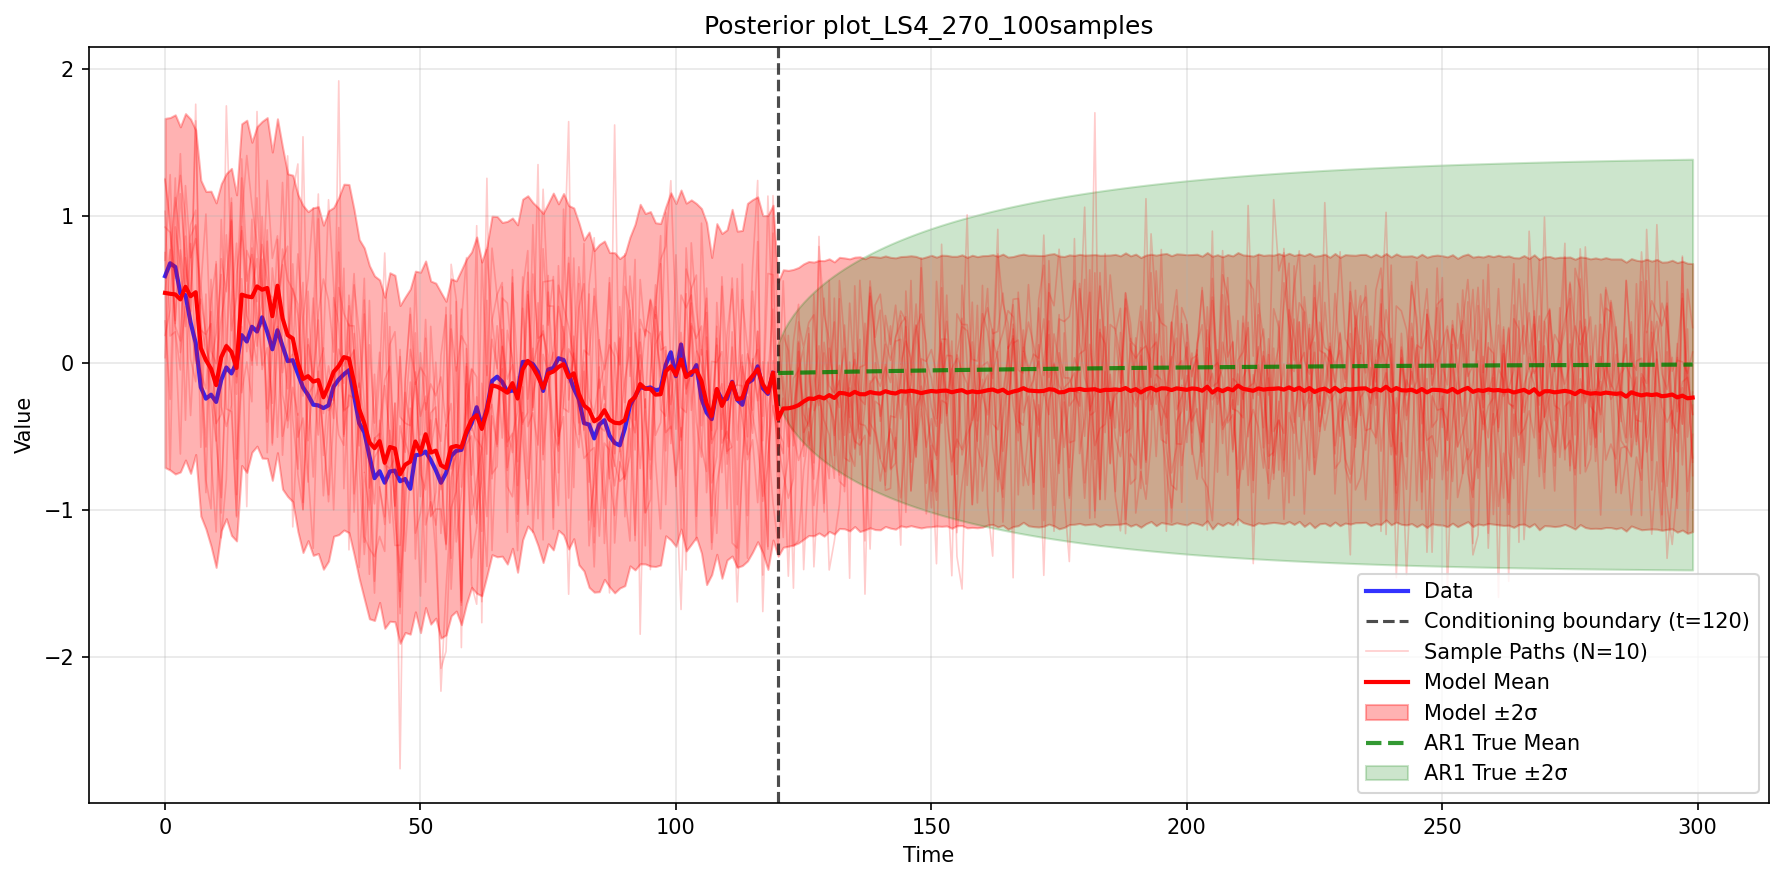 Posterior plot_LS4_270_100samples
2
1
0
−1
−2
Value
0
50
100
150
200
250
300
Time
Data
Conditioning boundary (t=120)
Sample Paths (N=10)
Model Mean
Model ±2σ
AR1 True Mean
AR1 True ±2σ